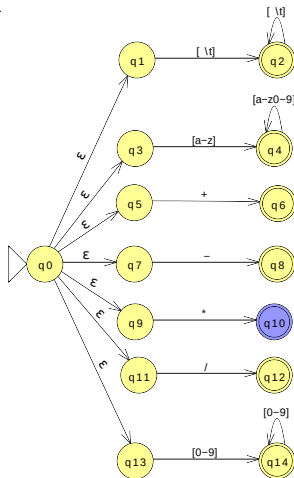 [ \t]
q1 [ \t] q2
[a-z0-9]
ε
q3 [a-z] q4
ε
q5 + q6
ε
q0 ε q7 - q8
ε
q9 * q10
ε
q11 / q12
ε
[0-9]
q13 [0-9] q14